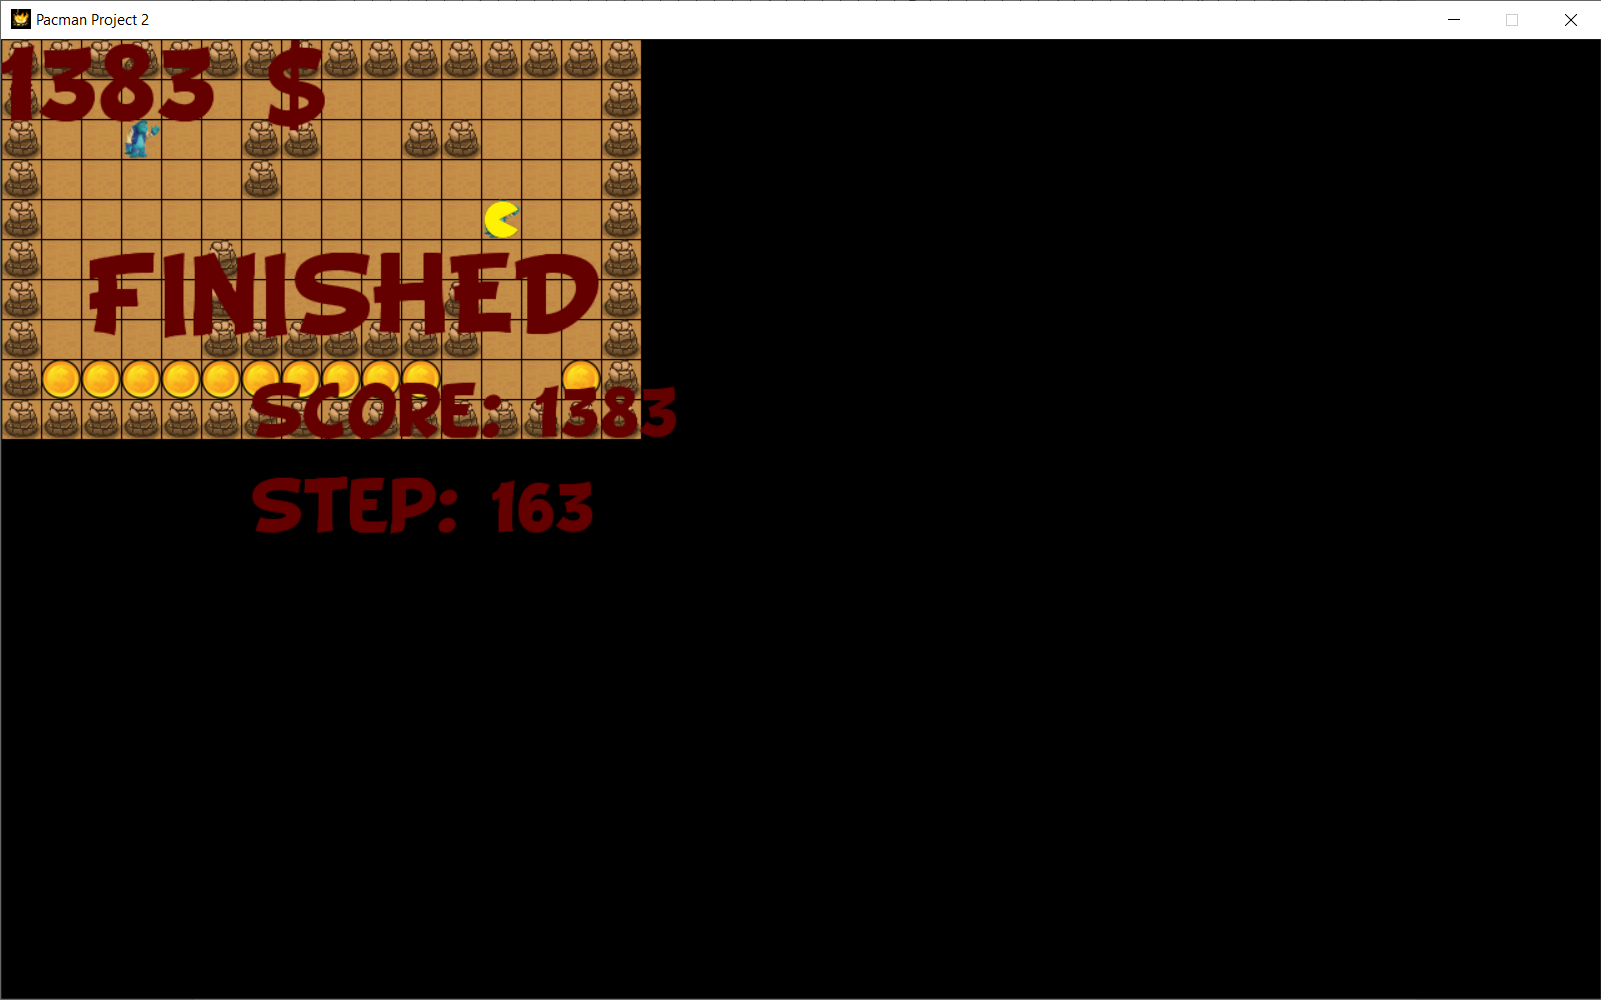 Pacman Project 2
1383 $
FINISHED
SCORE: 1383
STEP: 163